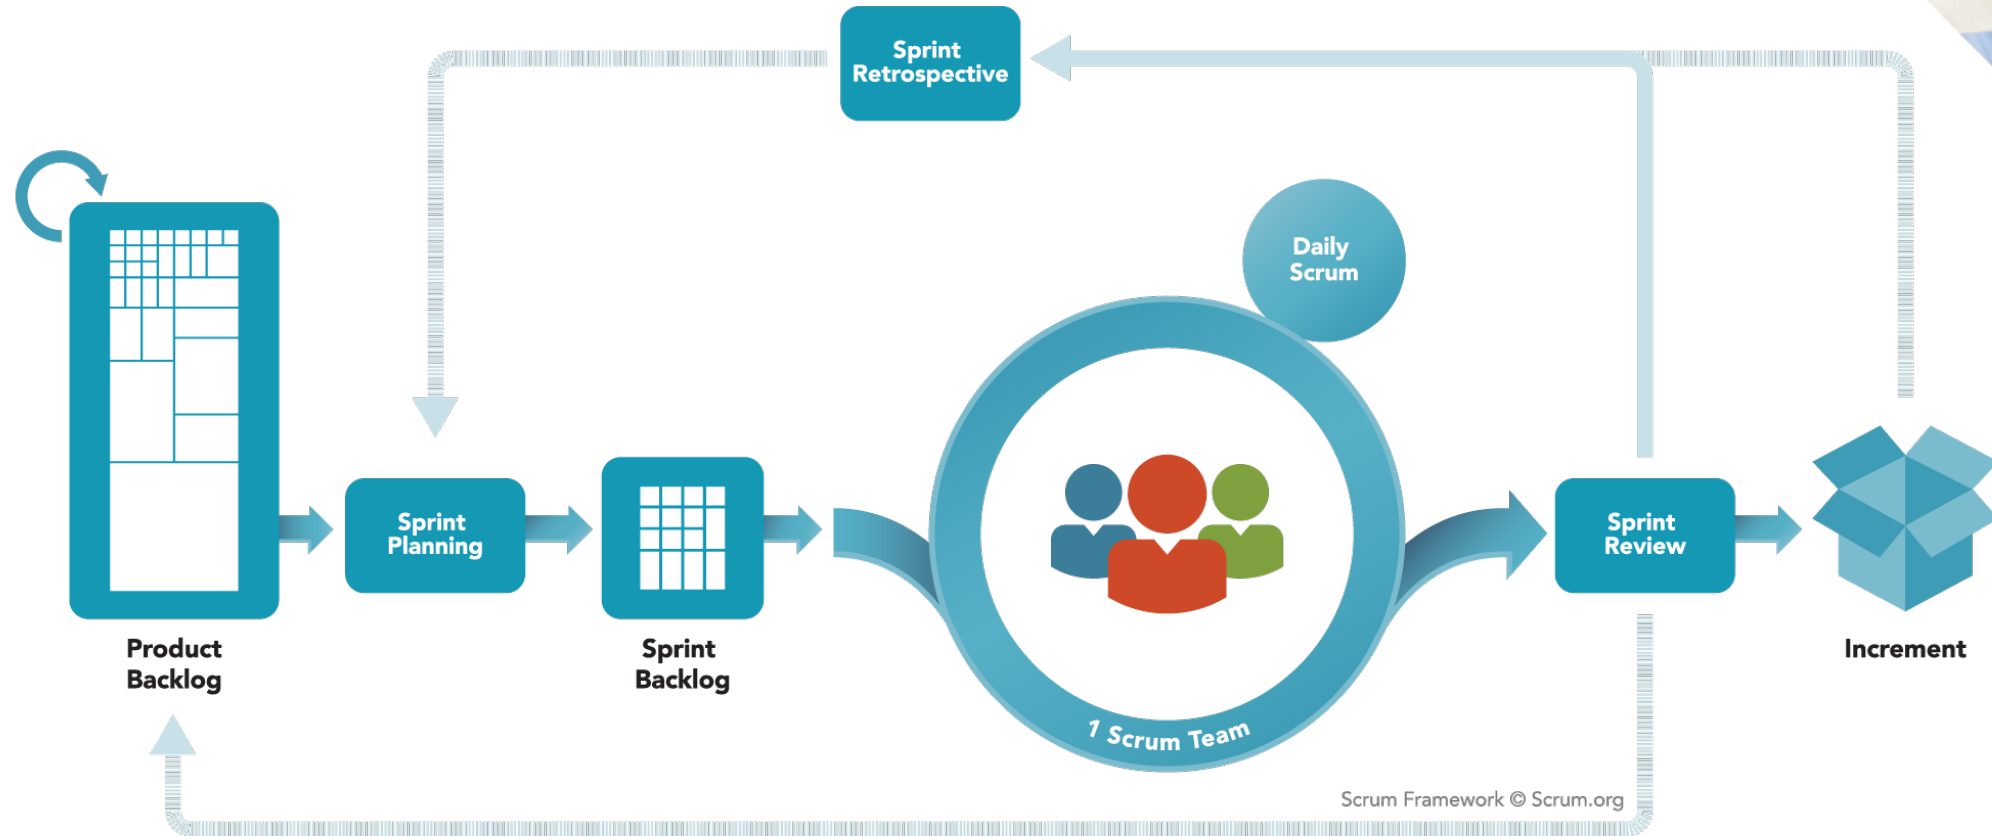 Sprint
Retrospective
Daily
Scrum
Sprint
Planning
Sprint
Review
Product
Backlog
Sprint
Backlog
Increment
1 Scrum Team
Scrum Framework © Scrum.org